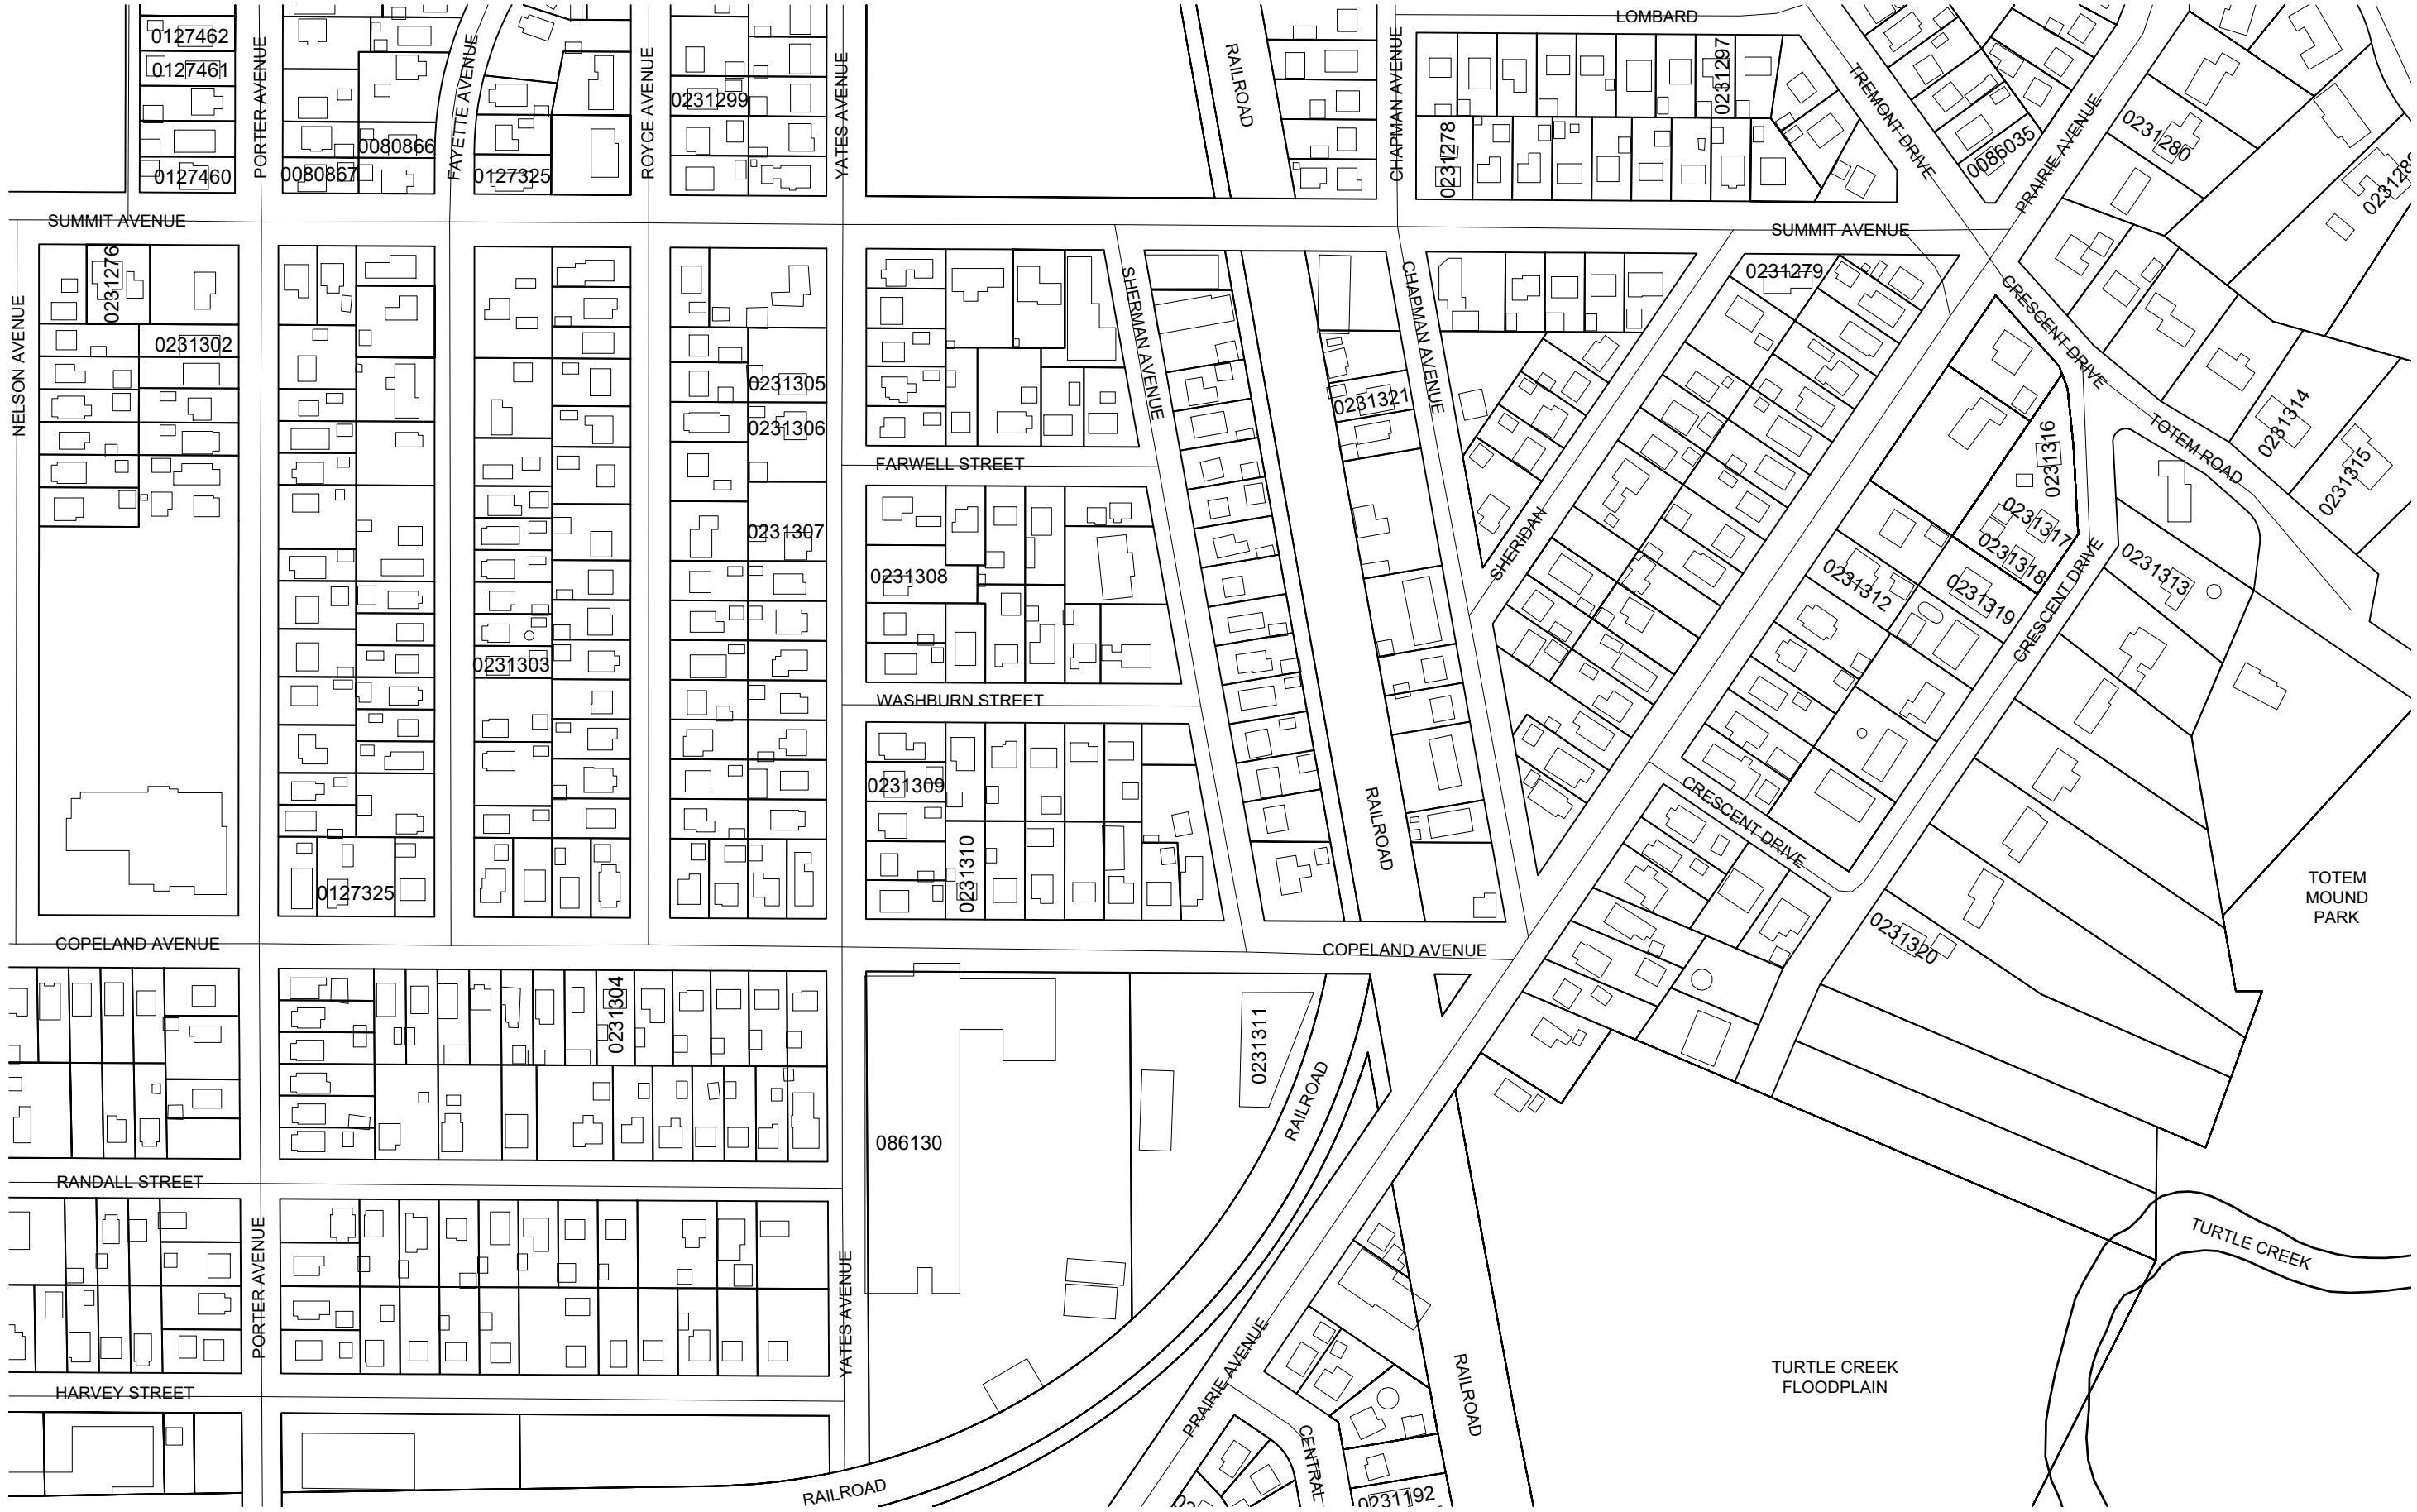 LOMBARD
0127462
0127461
PORTER AVENUE
FAYETTE AVENUE
ROYCE AVENUE
0231299
YATES AVENUE
RAILROAD
CHAPMAN AVENUE
0231297
TREMONT DRIVE
0231280
PRAIRIE AVENUE
0086035
0080866
0231278
0127460
0080867
0127325
SUMMIT AVENUE
SUMMIT AVENUE
0231276
NELSON AVENUE
0231302
SHERMAN AVENUE
CHAPMAN AVENUE
0231279
CRESCENT DRIVE
0231305
0231306
0231321
0231314
0231315
0231316
TOTEM ROAD
FARWELL STREET
0231307
0231308
SHERIDAN
0231317
0231318
0231312
0231319
CRESCENT DRIVE
0231313
0231303
WASHBURN STREET
0231309
0231310
RAILROAD
CRESCENT DRIVE
0127325
0231320
TOTEM
MOUND
PARK
COPELAND AVENUE
COPELAND AVENUE
0231304
0231311
086130
RAILROAD
RANDALL STREET
PORTER AVENUE
YATES AVENUE
TURTLE CREEK
PRAIRIE AVENUE
RAILROAD
TURTLE CREEK
FLOODPLAIN
HARVEY STREET
CENTRAL
RAILROAD
0231192